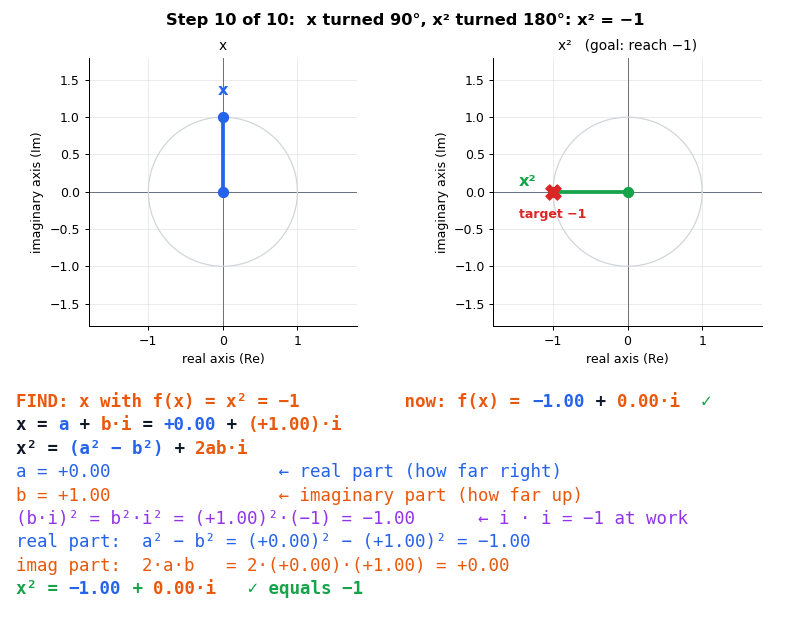 Step 10 of 10:  x turned 90°, x² turned 180°: x² = −1
x
x²   (goal: reach −1)
imaginary axis (Im)
1.5
1.0
0.5
0.0
−0.5
−1.0
−1.5
x
−1
0
1
real axis (Re)
imaginary axis (Im)
1.5
1.0
0.5
0.0
−0.5
−1.0
−1.5
x²
target −1
−1
0
1
real axis (Re)
FIND: x with f(x) = x² = −1          now: f(x) = −1.00 + 0.00·i  ✓
x = a + b·i = +0.00 + (+1.00)·i
x² = (a² − b²) + 2ab·i
a = +0.00                ← real part (how far right)
b = +1.00                ← imaginary part (how far up)
(b·i)² = b²·i² = (+1.00)²·(−1) = −1.00      ← i · i = −1 at work
real part:  a² − b² = (+0.00)² − (+1.00)² = −1.00
imag part:  2·a·b   = 2·(+0.00)·(+1.00) = +0.00
x² = −1.00 + 0.00·i   ✓ equals −1